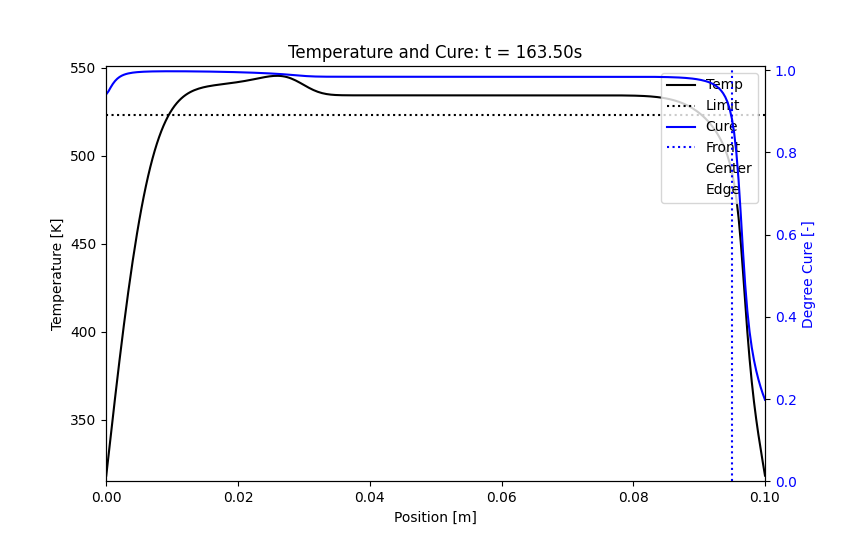 Temperature and Cure: t = 163.50s
550
500
450
400
350
Temperature [K]
1.0
0.8
0.6
0.4
0.2
0.0
Degree Cure [-]
Temp
Limit
Cure
Front
Center
Edge
0.00
0.02
0.04
0.06
0.08
0.10
Position [m]